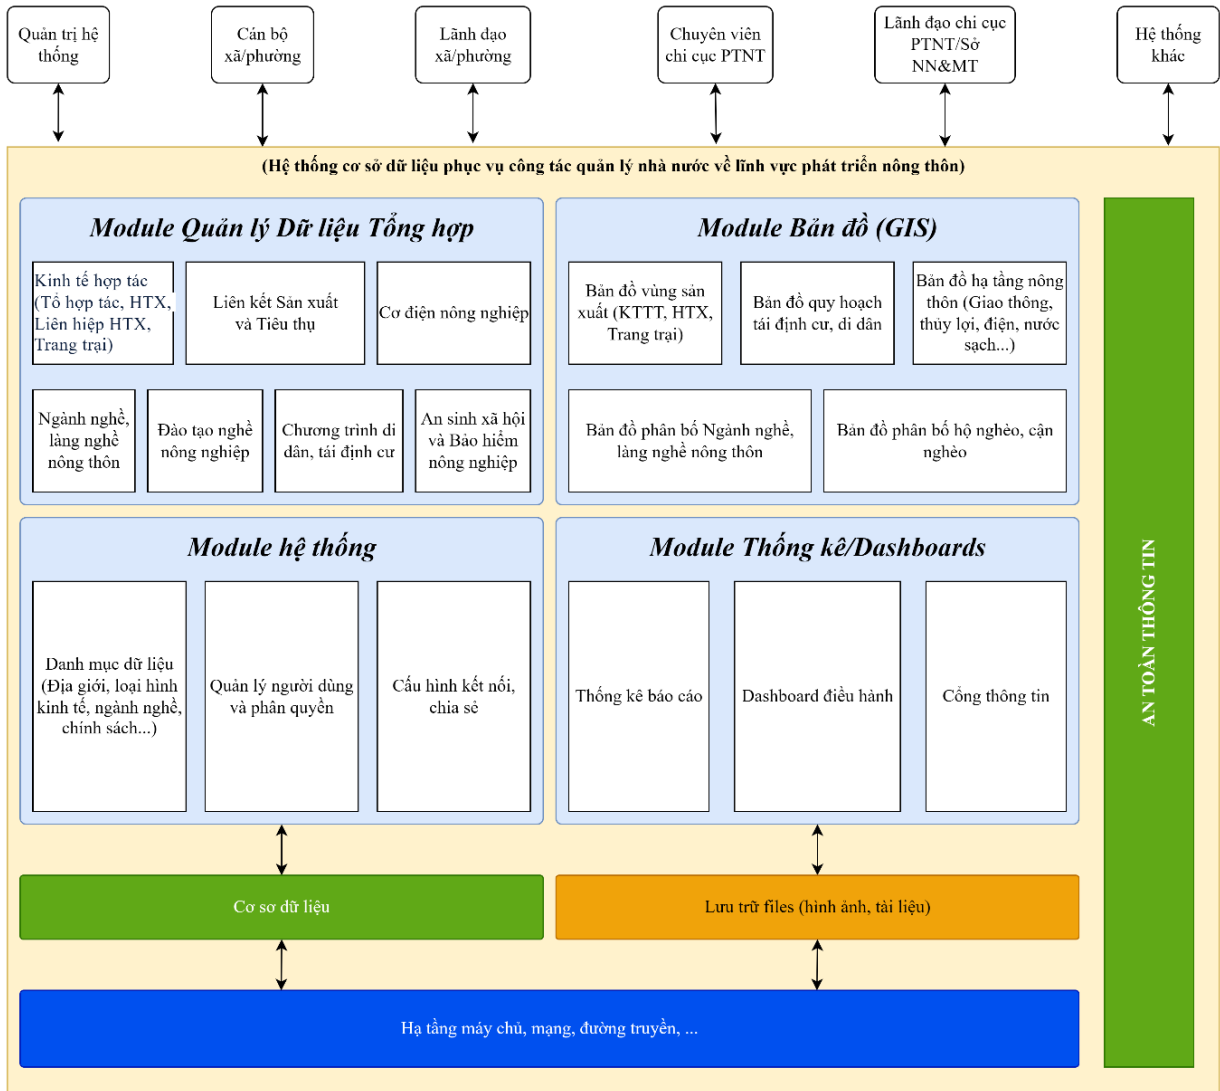 Quản trị hệ
thống
Cán bộ
xã/phường
Lãnh đạo
xã/phường
Chuyên viên
chi cục PTNT
Lãnh đạo chi cục
PTNT/Sở
NN&MT
Hệ thống
khác
(Hệ thống cơ sở dữ liệu phục vụ công tác quản lý nhà nước về lĩnh vực phát triển nông thôn)
Module Quản lý Dữ liệu Tổng hợp
Kinh tế hợp tác
(Tổ hợp tác, HTX,
Liên hiệp HTX,
Trang trại)
Liên kết Sản xuất
và Tiêu thụ
Cơ điện nông nghiệp
Ngành nghề,
làng nghề
nông thôn
Đào tạo nghề
nông nghiệp
Chương trình di
dân, tái định cư
An sinh xã hội
và Bảo hiểm
nông nghiệp
Module Bản đồ (GIS)
Bản đồ vùng sản
xuất (KTTT, HTX,
Trang trại)
Bản đồ quy hoạch
tái định cư, di dân
Bản đồ hạ tầng nông
thôn (Giao thông,
thủy lợi, điện, nước
sạch...)
Bản đồ phân bố Ngành nghề,
làng nghề nông thôn
Bản đồ phân bố hộ nghèo, cận
nghèo
Module hệ thống
Danh mục dữ liệu
(Địa giới, loại hình
kinh tế, ngành nghề,
chính sách...)
Quản lý người dùng
và phân quyền
Cấu hình kết nối,
chia sẻ
Module Thống kê/Dashboards
Thống kê báo cáo
Dashboard điều hành
Cổng thông tin
AN TOÀN THÔNG TIN
Cơ sơ dữ liệu
Lưu trữ files (hình ảnh, tài liệu)
Hạ tầng máy chủ, mạng, đường truyền, ...